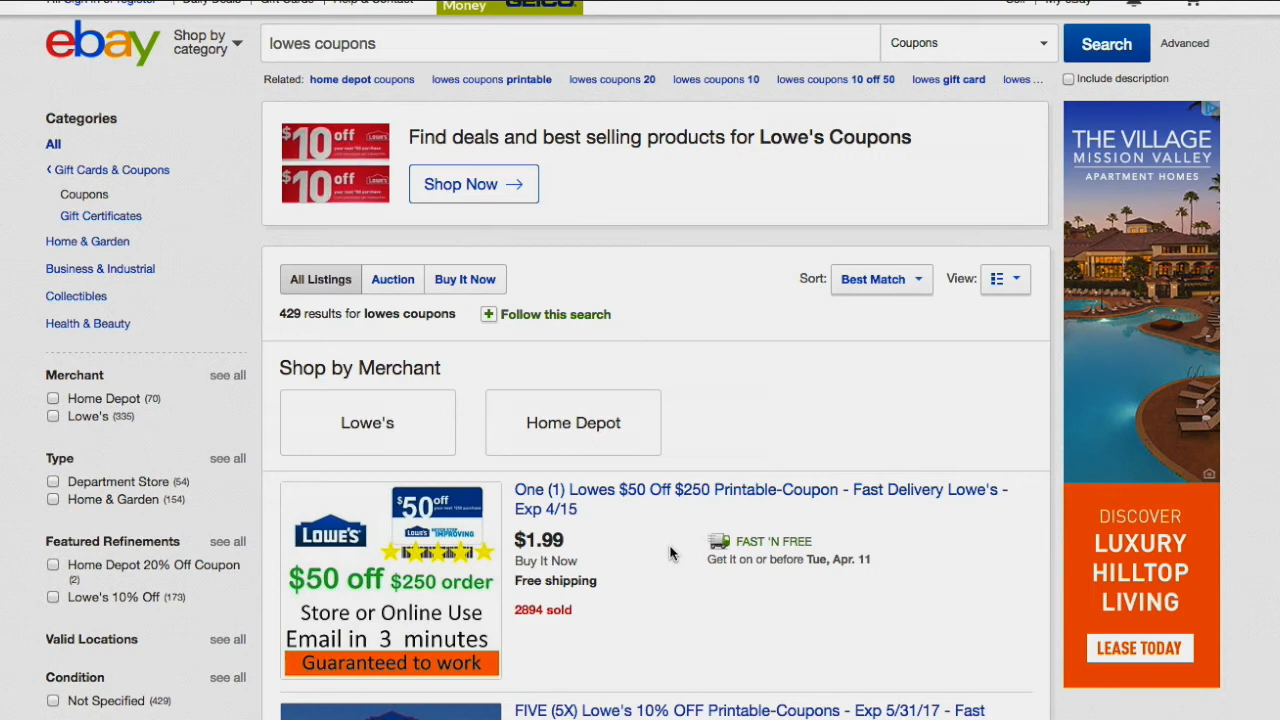 Money
GEICO
ebay
Shop by
category
lowes coupons
Coupons
Search
Advanced
Related: home depot coupons lowes coupons printable lowes coupons 20 lowes coupons 10 lowes coupons 10 off 50 lowes gift card lowes ...
Include description
Categories
All
Gift Cards & Coupons
Coupons
Gift Certificates
Home & Garden
Business & Industrial
Collectibles
Health & Beauty
Merchant see all
Home Depot (70)
Lowe's (335)
Type see all
Department Store (54)
Home & Garden (154)
Featured Refinements see all
Home Depot 20% Off Coupon
(2)
Lowe's 10% Off (173)
Valid Locations see all
Condition see all
Not Specified (429)
$10 off
LOWE'S
$10 off
Find deals and best selling products for Lowe's Coupons
Shop Now
All Listings Auction Buy It Now
Sort: Best Match View:
429 results for lowes coupons
Follow this search
Shop by Merchant
Lowe's
Home Depot
$50 off
LOWE'S
LOWE'S
IMPROVING
$50 off $250 order
Store or Online Use
Email in 3 minutes
Guaranteed to work
One (1) Lowes $50 Off $250 Printable-Coupon - Fast Delivery Lowe's -
Exp 4/15
$1.99
Buy It Now
Free shipping
2894 sold
FAST 'N FREE
Get it on or before Tue, Apr. 11
FIVE (5X) Lowe's 10% OFF Printable-Coupons - Exp 5/31/17 - Fast
THE VILLAGE
MISSION VALLEY
APARTMENT HOMES
DISCOVER
LUXURY
HILLTOP
LIVING
LEASE TODAY